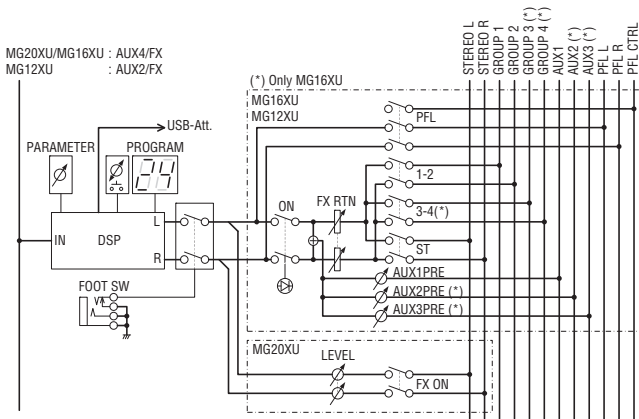 MG20XU/MG16XU : AUX4/FX
MG12XU : AUX2/FX
STEREO L
STEREO R
GROUP 1
GROUP 2
GROUP 3 (*)
GROUP 4 (*)
AUX1
AUX2 (*)
AUX3 (*)
PFL L
PFL R
PFL CTRL
(*) Only MG16XU
MG16XU
MG12XU
PFL
USB-Att.
PARAMETER
PROGRAM
1-2
ON
FX RTN
3-4(*)
L
IN
DSP
R
ST
FOOT SW
AUX1PRE
AUX2PRE (*)
AUX3PRE (*)
MG20XU
LEVEL
FX ON